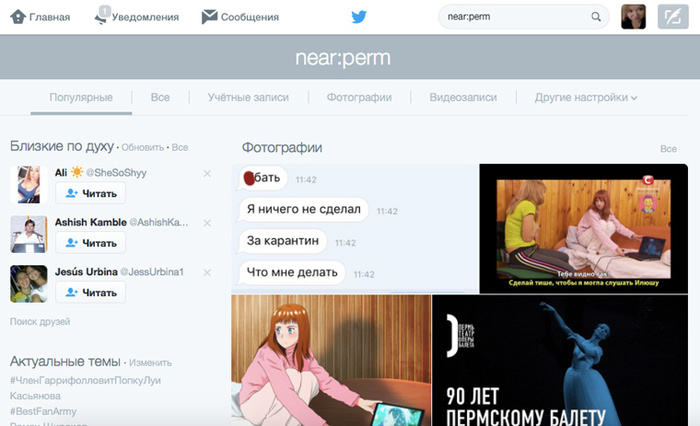 Главная
1
Уведомления
Сообщения
near:perm
near:perm
Популярные
Все
Учётные записи
Фотографии
Видеозаписи
Другие настройки
Близкие по духу · Обновить · Все
Ali @SheSoShyy
Читать
Ashish Kamble @AshishKa...
Читать
Jesús Urbina @JessUrbina1
Читать
Поиск друзей
Актуальные темы · Изменить
#ЧленГаррифолловитПопкуЛуи
Касьянова
#BestFanArmy
Фотографии
Все
бать 11:42
Я ничего не сделал 11:42
За карантин 11:42
Что мне делать 11:42
Тебе видно как.
Сделай тише, чтобы я могла слушать Илюшу
ПЕРМЬ
ТЕАТР
ОПЕРЫ
БАЛЕТА
90 ЛЕТ
ПЕРМСКОМУ БАЛЕТУ